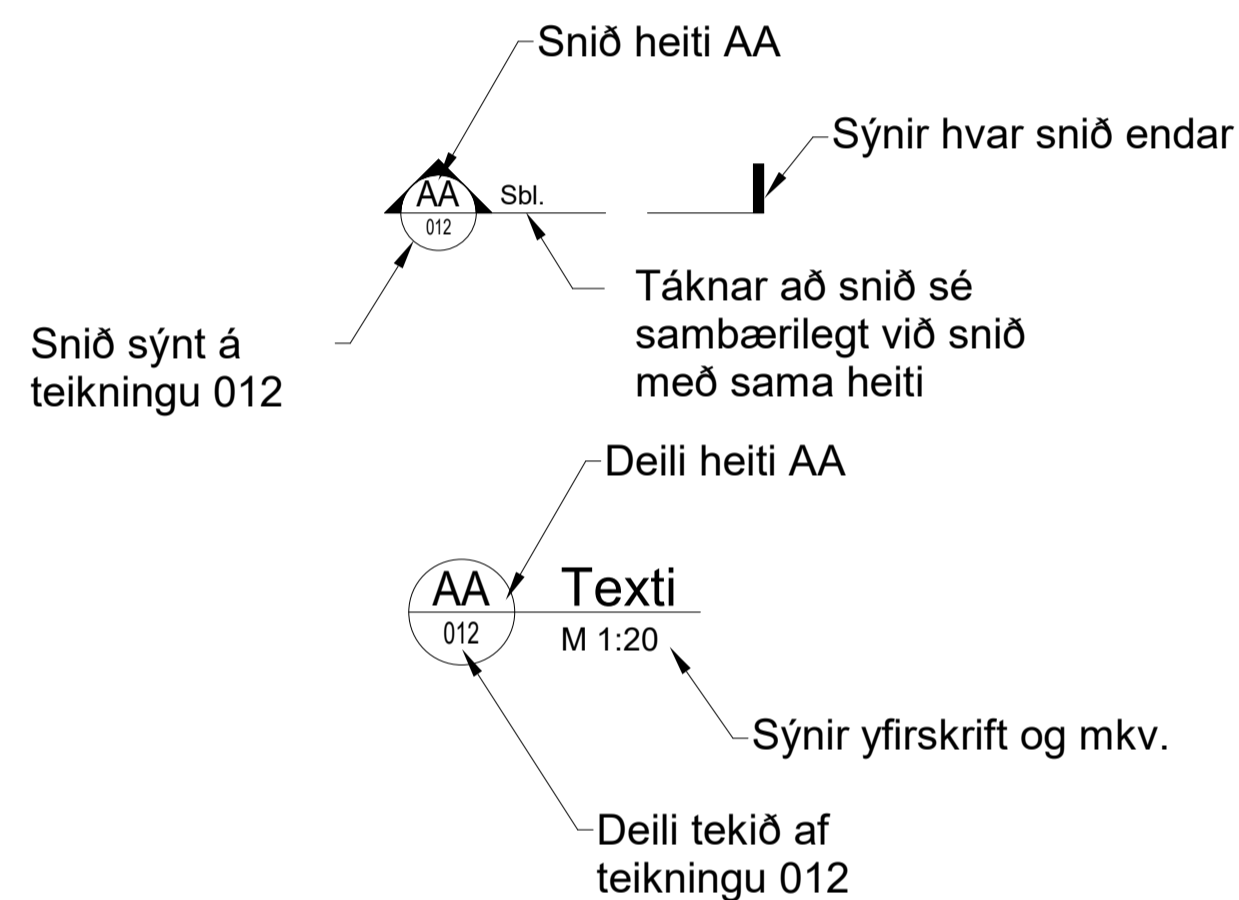 Snið heiti AA
Sýnir hvar snið endar
AA
Sbl.
012
Táknar að snið sé
sambærilegt við snið
með sama heiti
Snið sýnt á
teikningu 012
Deili heiti AA
AA
Texti
012
M 1:20
Sýnir yfirskrift og mkv.
Deili tekið af
teikningu 012